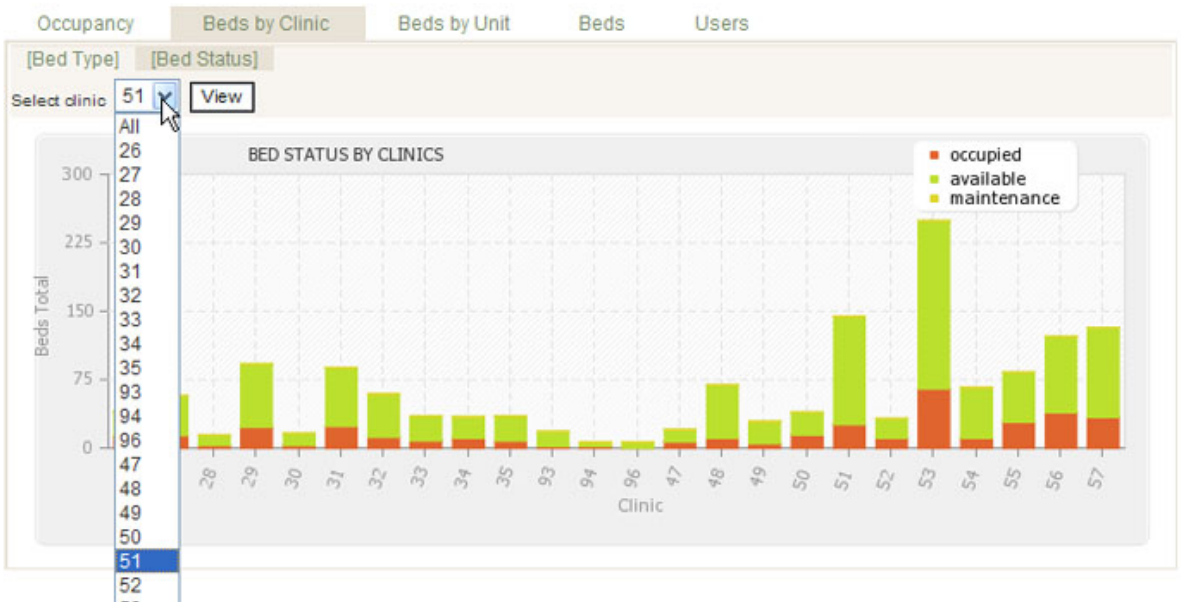 Occupancy Beds by Clinic Beds by Unit Beds Users
[Bed Type] [Bed Status]
Select clinic 51 View
All
26
27
28
29
30
31
32
33
34
35
93
94
96
47
48
49
50
51
52
BED STATUS BY CLINICS
occupied
available
maintenance
300
225
150
75
0
Beds Total
28 29 30 31 32 33 34 35 93 94 96 47 48 49 50 51 52 53 54 55 56 57
Clinic